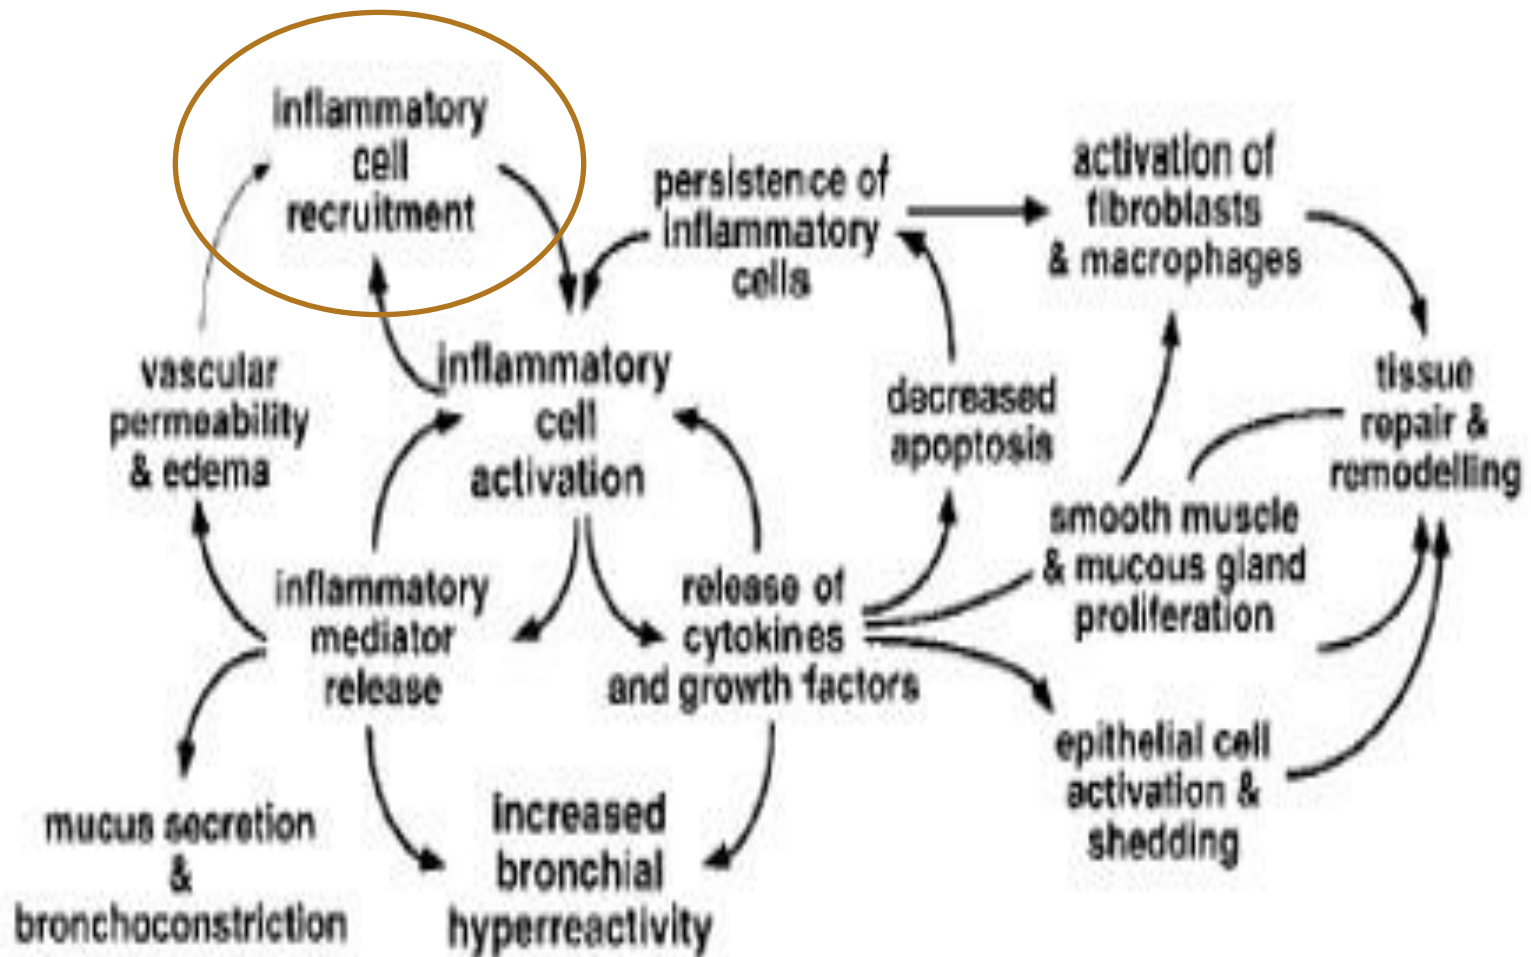 inflammatory
cell
recruitment
persistence of
inflammatory
cells
activation of
fibroblasts
& macrophages
vascular
permeability
& edema
inflammatory
cell
activation
decreased
apoptosis
tissue
repair &
remodelling
smooth muscle
& mucous gland
proliferation
inflammatory
mediator
release
release of
cytokines
and growth factors
epithelial cell
activation &
shedding
mucus secretion
&
bronchoconstriction
increased
bronchial
hyperreactivity